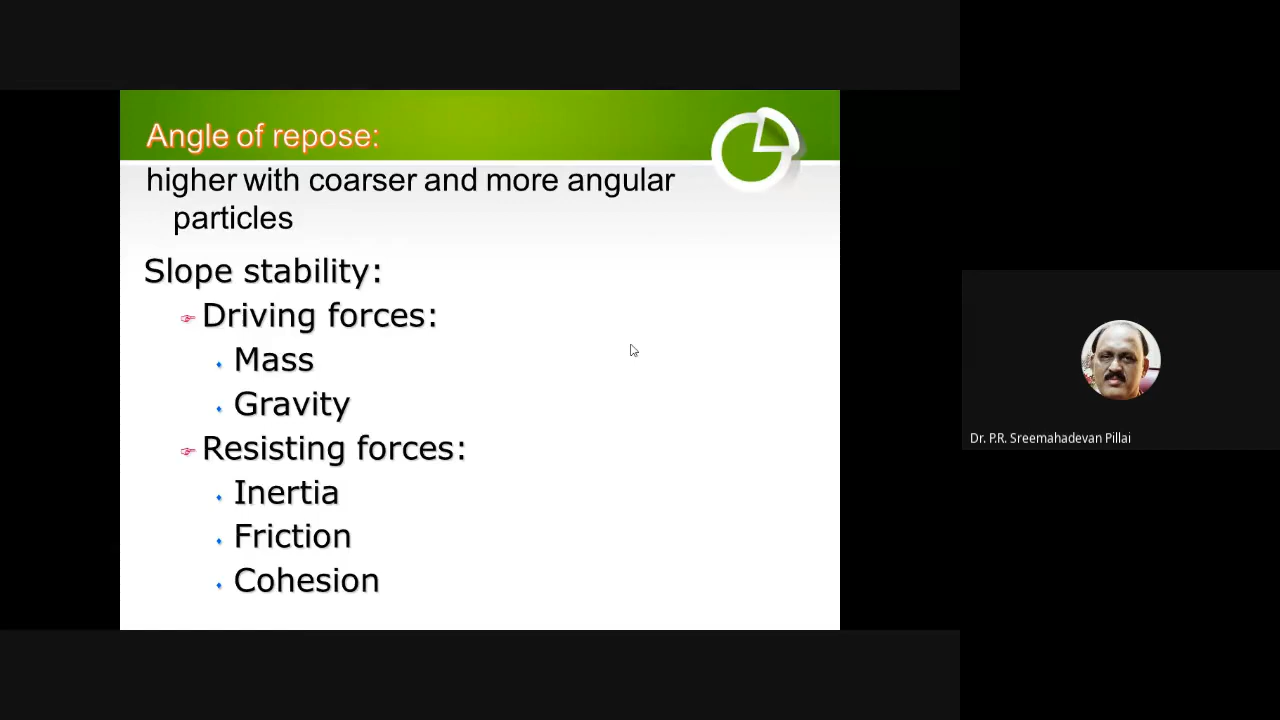 Angle of repose:
higher with coarser and more angular
particles
Slope stability:
Driving forces:
Mass
Gravity
Resisting forces:
Inertia
Friction
Cohesion
Dr. P.R. Sreemahadevan Pillai